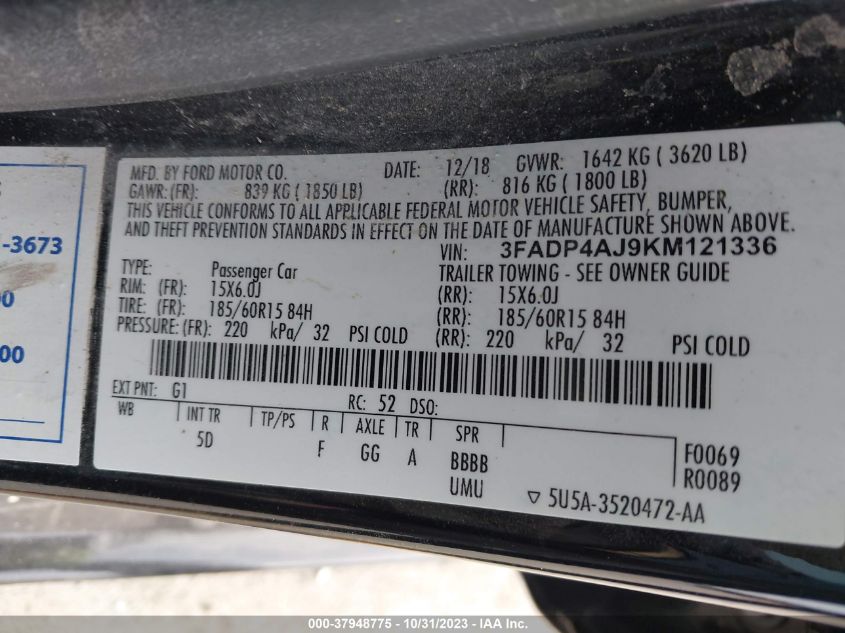 MFD. BY FORD MOTOR CO. DATE: 12/18 GVWR: 1642 KG ( 3620 LB)
GAWR: (FR): 839 KG ( 1850 LB) (RR): 816 KG ( 1800 LB)
THIS VEHICLE CONFORMS TO ALL APPLICABLE FEDERAL MOTOR VEHICLE SAFETY, BUMPER,
AND THEFT PREVENTION STANDARDS IN EFFECT ON THE DATE OF MANUFACTURE SHOWN ABOVE.
VIN: 3FADP4AJ9KM121336
TYPE: Passenger Car TRAILER TOWING - SEE OWNER GUIDE
RIM: (FR): 15X6.0J (RR): 15X6.0J
TIRE: (FR): 185/60R15 84H (RR): 185/60R15 84H
PRESSURE: (FR): 220 kPa/ 32 PSI COLD (RR): 220 kPa/ 32 PSI COLD
EXT PNT: G1 RC: 52 DSO:
WB INT TR TP/PS R AXLE TR SPR
5D F GG A BBBB
UMU
F0069
R0089
▽ 5U5A-3520472-AA
-3673
00
000-37948775 - 10/31/2023 - IAA Inc.